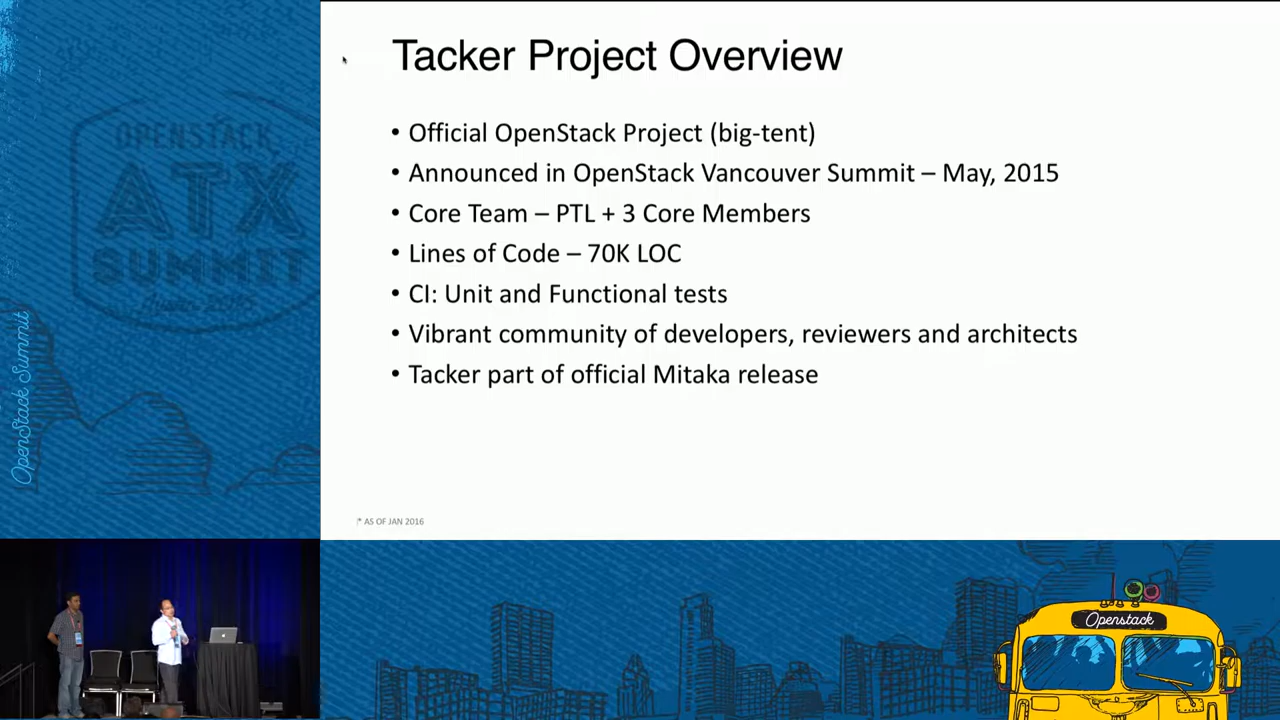 Tacker Project Overview
• Official OpenStack Project (big-tent)
• Announced in OpenStack Vancouver Summit – May, 2015
• Core Team – PTL + 3 Core Members
• Lines of Code – 70K LOC
• CI: Unit and Functional tests
• Vibrant community of developers, reviewers and architects
• Tacker part of official Mitaka release
* AS OF JAN 2016
OPENSTACK
ATX
SUMMIT
OpenStack Summit
Openstack